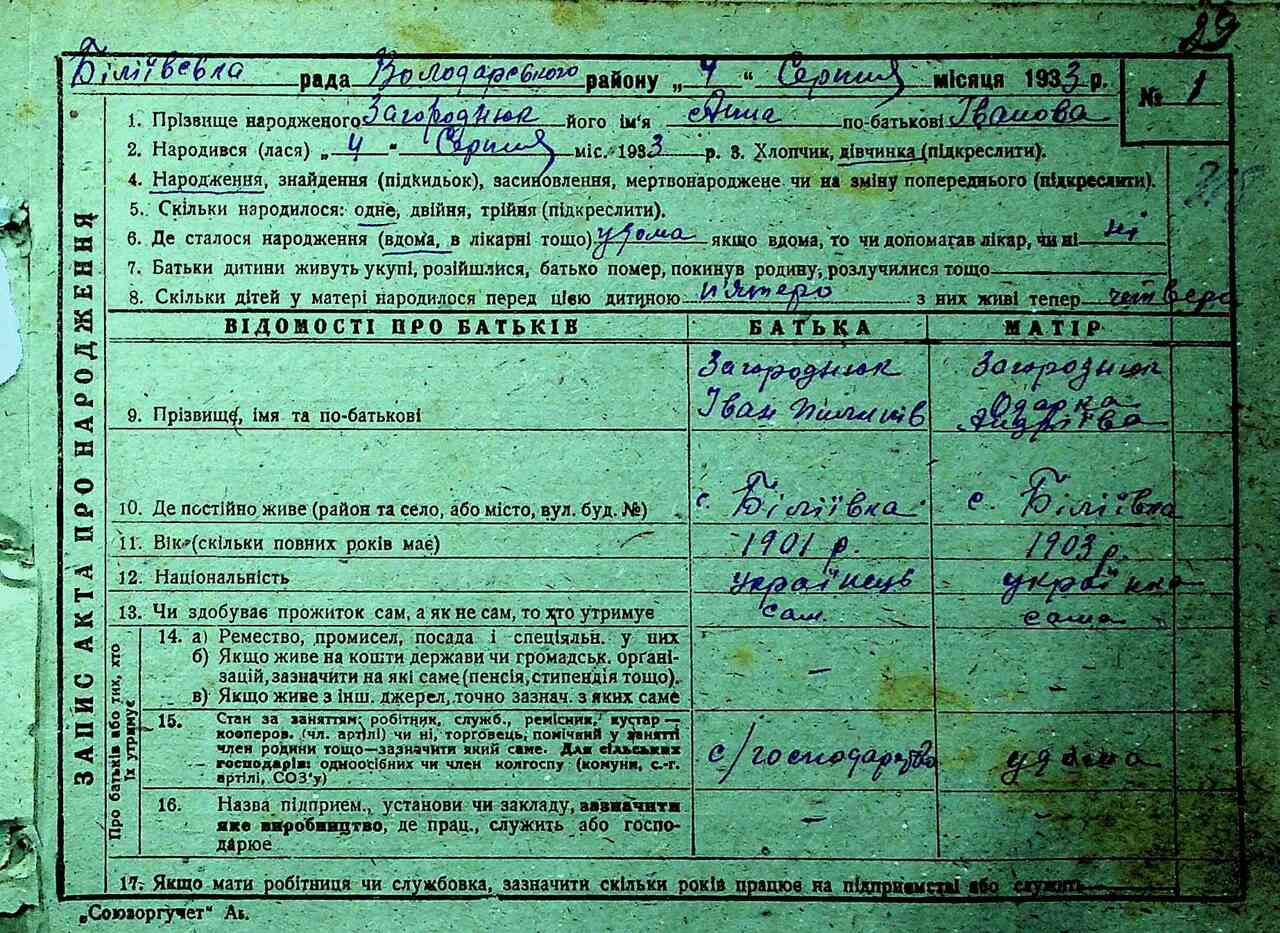 29
Біліївська рада Володарського району „4“ Серпня місяця 1933 р. № 1
ЗАПИС АКТА ПРО НАРОДЖЕННЯ
1. Прізвище народженого Загороднюк його ім'я Анна по-батькові Іванова
2. Народився (лася) „4“ Серпня міс. 1933 р. 3. Хлопчик, дівчинка (підкреслити).
4. Народження, знайдення (підкидьок), засиновлення, мертвонароджене чи на зміну попереднього (підкреслити).
5. Скільки народилося: одне, двійня, трійня (підкреслити).
6. Де сталося народження (вдома, в лікарні тощо) удома якщо вдома, то чи допомагав лікар, чи ні ні
7. Батьки дитини живуть укупі, розійшлися, батько помер, покинув родину, розлучилися тощо
8. Скільки дітей у матері народилося перед цією дитиною п'ятеро з них живі тепер четверо
ВІДОМОСТІ ПРО БАТЬКІВ БАТЬКА МАТІР
Загороднюк Загороднюк
9. Прізвище, імя та по-батькові Іван Одарка
Андріїва
10. Де постійно живе (район та село, або місто, вул. буд. №) с. Біліївка с. Біліївка
11. Вік (скільки повних років має) 1901 р. 1903 р.
12. Національність українець українка
13. Чи здобуває прожиток сам, а як не сам, то хто утримує сам. сама
Про батьків або тих, хто
їх утримує
14. а) Ремество, промисел, посада і спеціяльн. у них
б) Якщо живе на кошти держави чи громадськ. органі-
зацій, зазначити на які саме (пенсія, стипендія тощо). – –
в) Якщо живе з інш. джерел, точно зазнач. з яких саме
15. Стан за заняттям: робітник, служб., ремісник, кустар —
кооперов. (чл. артілі) чи ні, торговець, помічний у занятті
член родини тощо—зазначити який саме. Для сільських
господарів: одноосібних чи член колгоспу (комуни, с.-г. с/господарство удома
артілі, СОЗ'у)
16. Назва підприєм., установи чи закладу, зазначити
яке виробництво, де прац., служить або госпо- – –
дарює
17. Якщо мати робітниця чи службовка, зазначити скільки років працює на підприємстві або служить
„Союзоргучет“